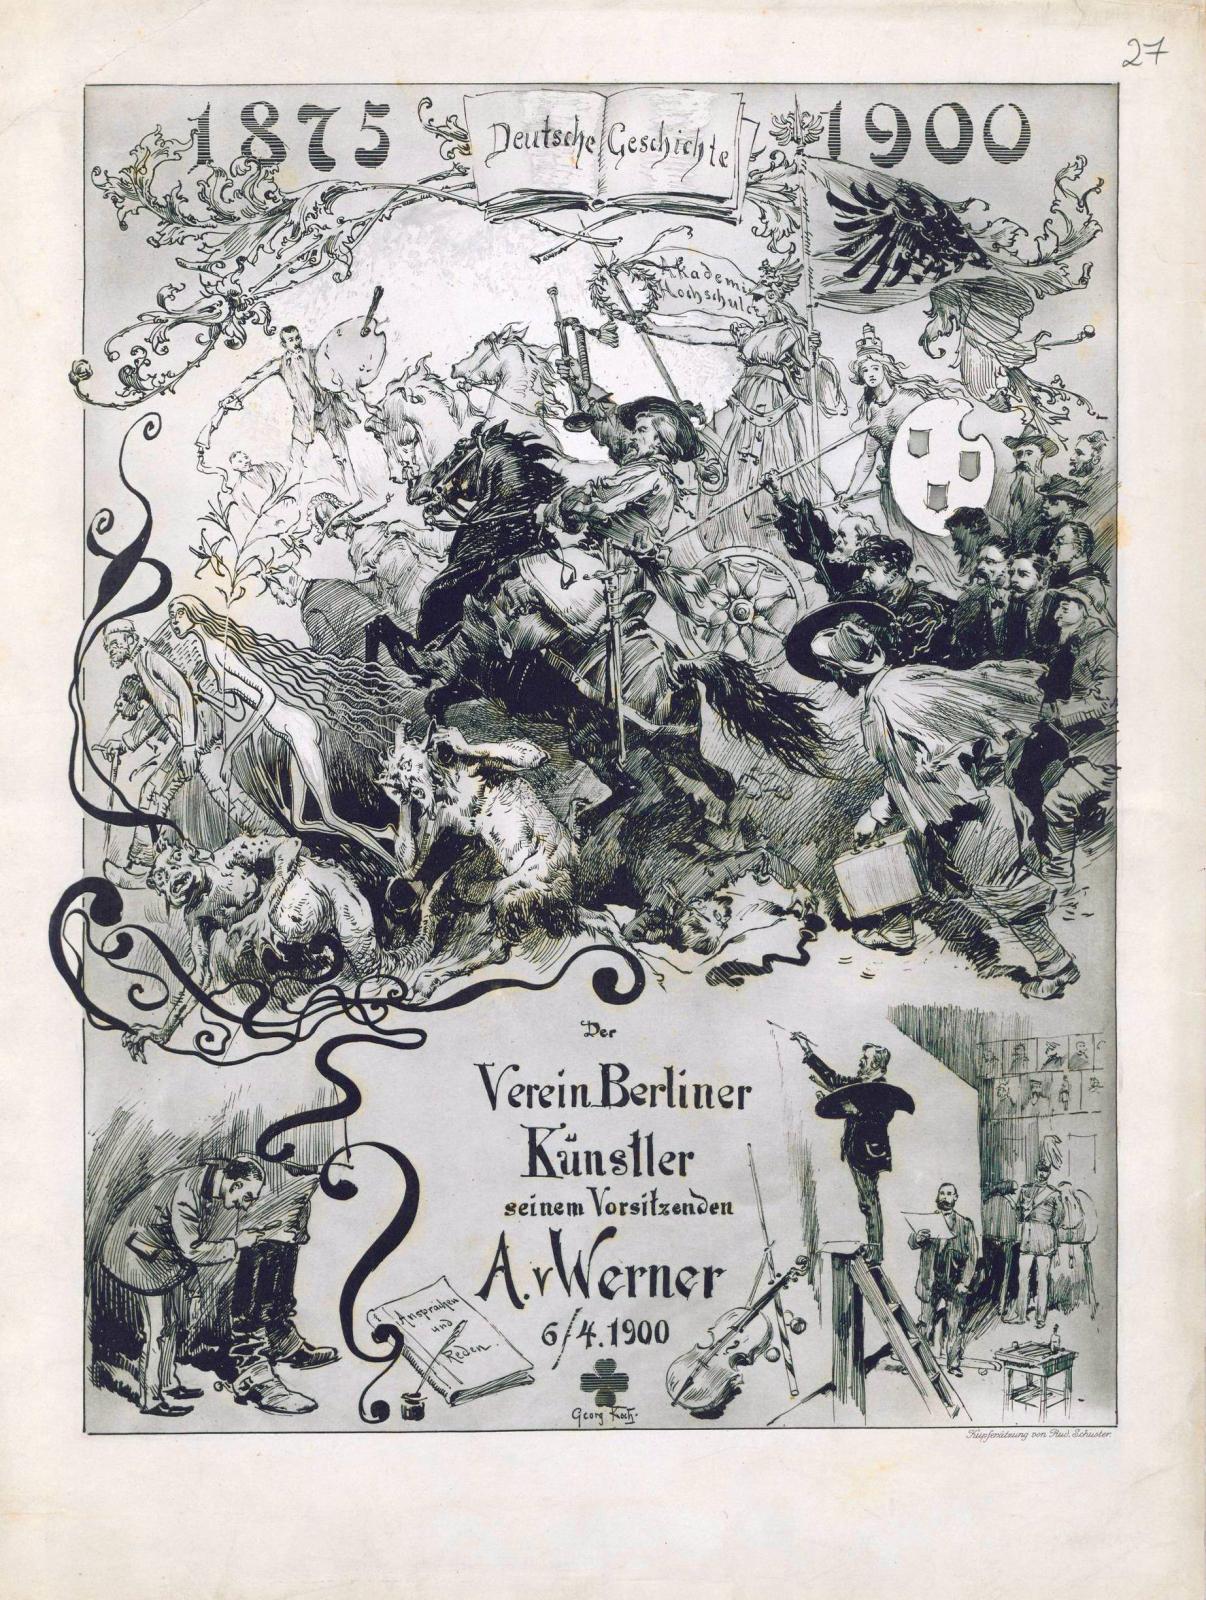 27
1875
Deutsche Geschichte
1900
Akademie
Hochschule
Der
Verein Berliner
Künstler
seinem Vorsitzenden
A. v Werner
6/4. 1900
Ansprachen
und
Reden.
Georg Koch.
Kupferätzung von Rud. Schuster.